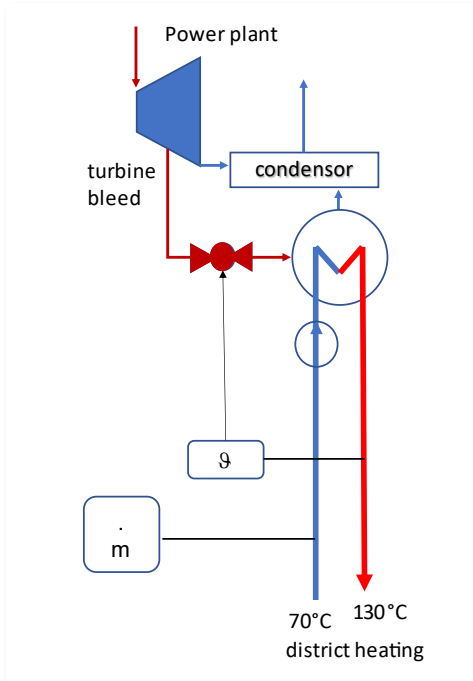 Power plant
turbine
bleed
condensor
ϑ
ṁ
70°C
130°C
district heating